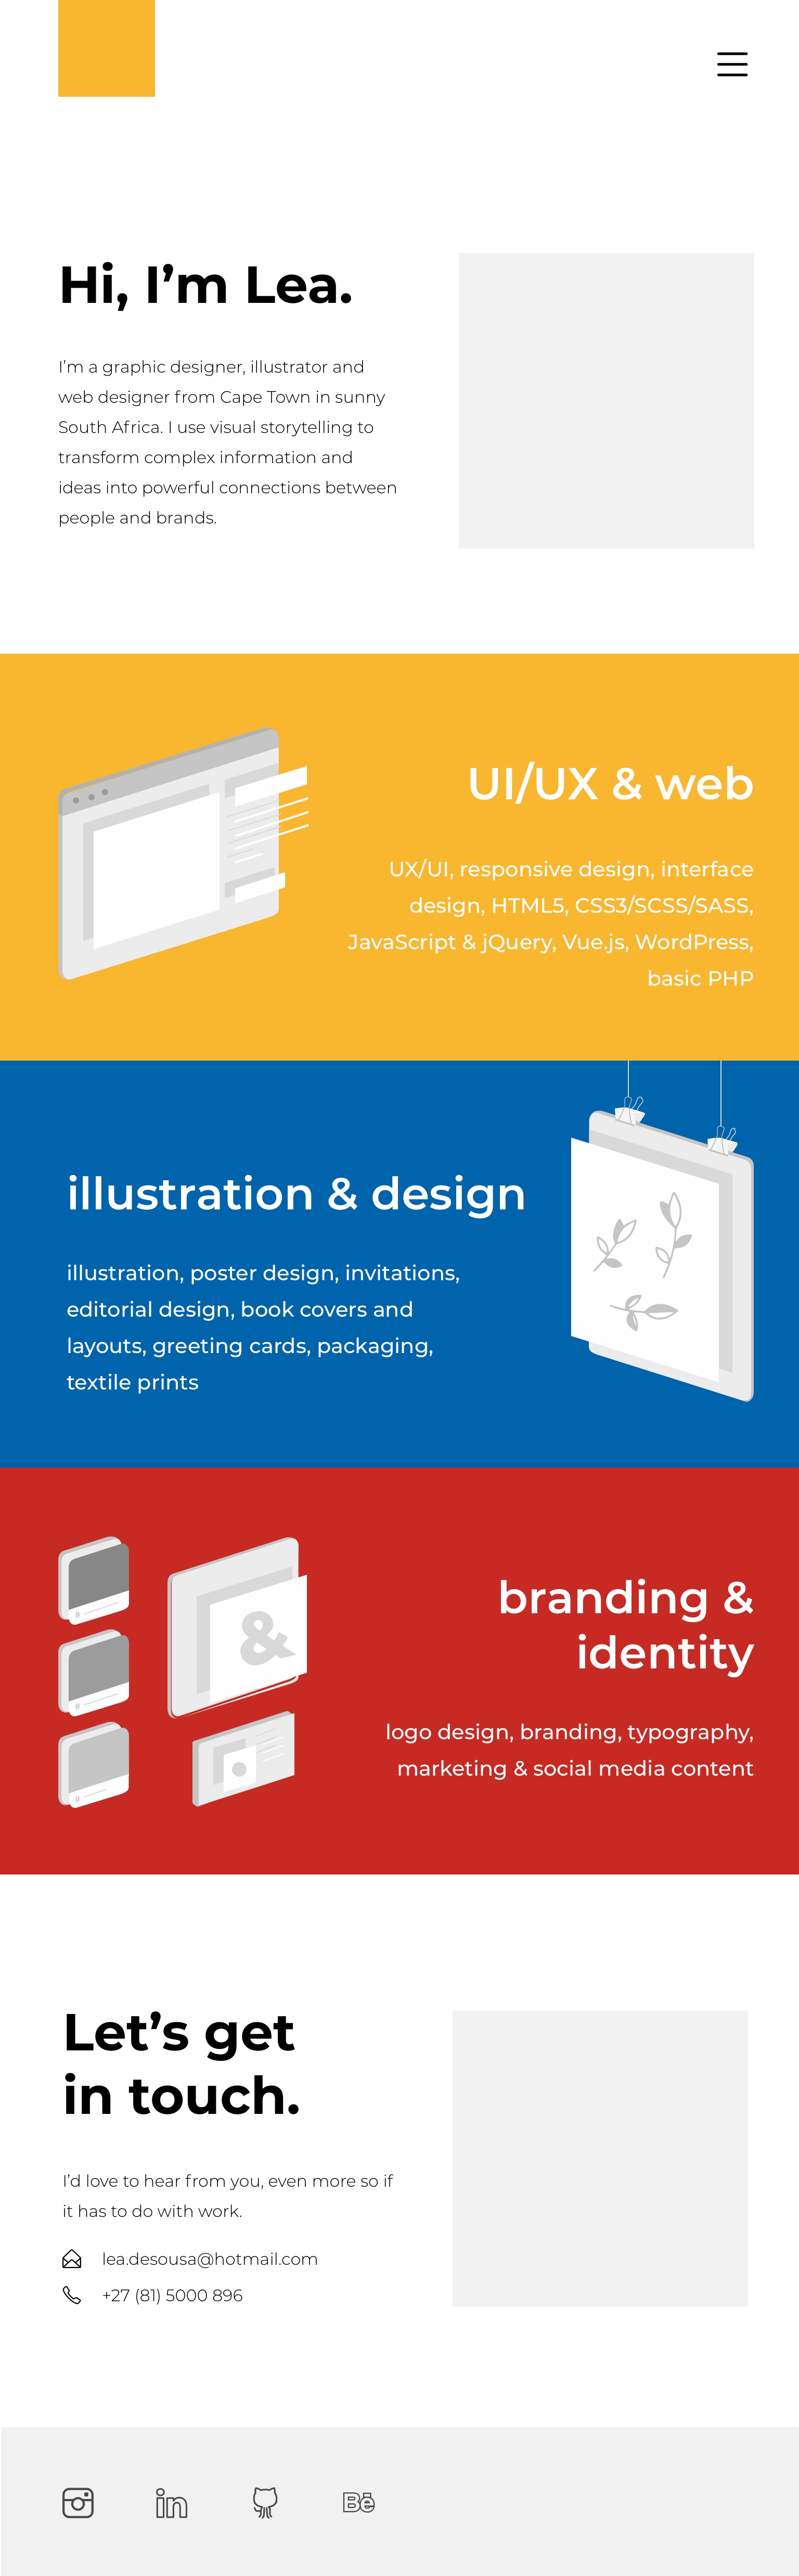 Hi, I’m Lea.
I’m a graphic designer, illustrator and
web designer from Cape Town in sunny
South Africa. I use visual storytelling to
transform complex information and
ideas into powerful connections between
people and brands.
UI/UX & web
UX/UI, responsive design, interface
design, HTML5, CSS3/SCSS/SASS,
JavaScript & jQuery, Vue.js, WordPress,
basic PHP
illustration & design
illustration, poster design, invitations,
editorial design, book covers and
layouts, greeting cards, packaging,
textile prints
&
branding &
identity
logo design, branding, typography,
marketing & social media content
Let’s get
in touch.
I’d love to hear from you, even more so if
it has to do with work.
lea.desousa@hotmail.com
+27 (81) 5000 896
in
Bē